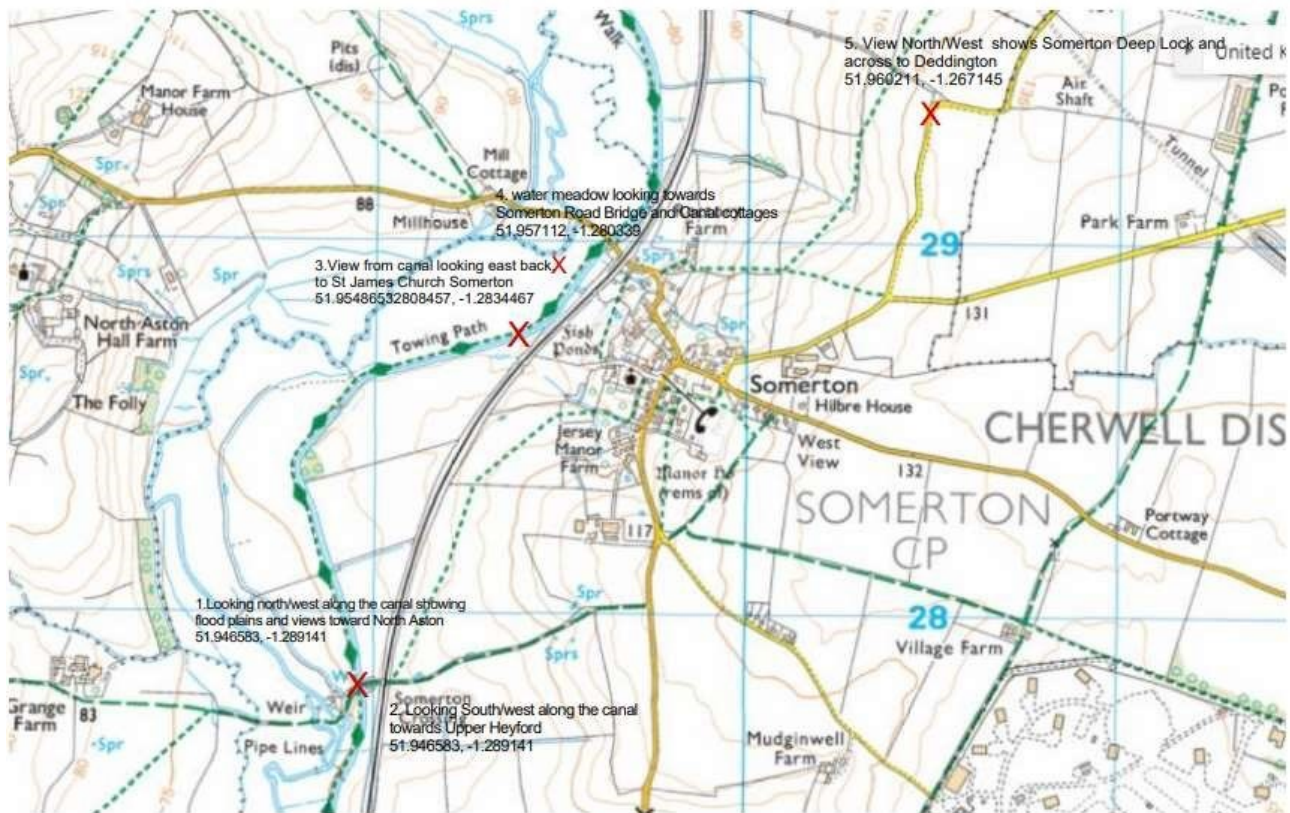 Sprs
Walk
Pits
(dis)
Manor Farm
House
Spr
Spr
Spr
Mill
Cottage
88
Millhouse
5. View North/West shows Somerton Deep Lock and
across to Deddington
51.960211, -1.267145
United K
Air
Shaft
Tunnel
Park Farm
4. water meadow looking towards
Somerton Road Bridge and Canal cottages
51.957112, -1.280339
Farm
Sprs
29
131
3.View from canal looking east back
to St James Church Somerton
51.95486532808457, -1.2834467
X
X
X
Sprs
Spr
North Aston
Hall Farm
Spr
The Folly
Towing Path
Fish
Ponds
Spr
Somerton
Hilbre House
CHERWELL DIS
West
View
132
Jersey
Manor
Farm
Manor Ho
(rems of)
SOMERTON
CP
Portway
Cottage
117
1.Looking north/west along the canal showing
flood plains and views toward North Aston
51.946583, -1.289141
Spr
Sprs
28
Village Farm
X
Grange
Farm
83
Spr
Weir
Pipe Lines
Somerton
Crossing
2. Looking South/west along the canal
towards Upper Heyford
51.946583, -1.289141
Mudginwell
Farm